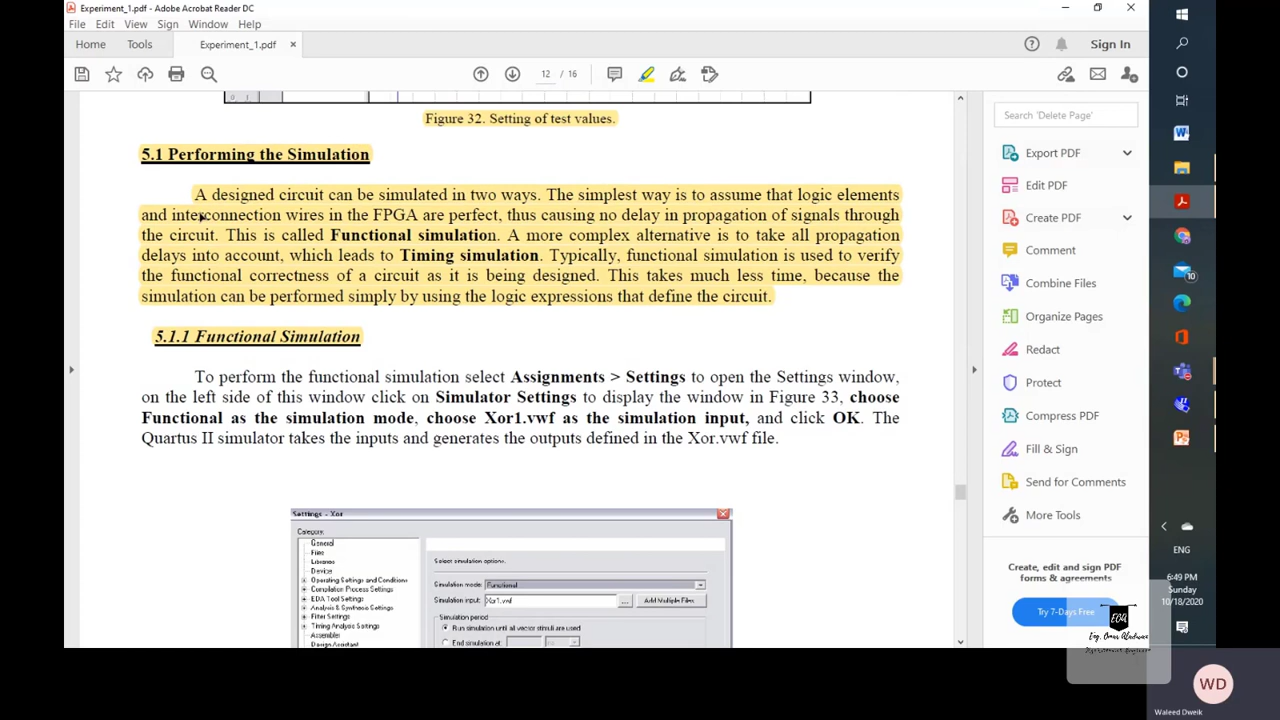 Experiment_1.pdf - Adobe Acrobat Reader DC
File Edit View Sign Window Help
Home Tools Experiment_1.pdf × Sign In
12 / 16
Figure 32. Setting of test values.
5.1 Performing the Simulation
A designed circuit can be simulated in two ways. The simplest way is to assume that logic elements
and interconnection wires in the FPGA are perfect, thus causing no delay in propagation of signals through
the circuit. This is called Functional simulation. A more complex alternative is to take all propagation
delays into account, which leads to Timing simulation. Typically, functional simulation is used to verify
the functional correctness of a circuit as it is being designed. This takes much less time, because the
simulation can be performed simply by using the logic expressions that define the circuit.
5.1.1 Functional Simulation
To perform the functional simulation select Assignments > Settings to open the Settings window,
on the left side of this window click on Simulator Settings to display the window in Figure 33, choose
Functional as the simulation mode, choose Xor1.vwf as the simulation input, and click OK. The
Quartus II simulator takes the inputs and generates the outputs defined in the Xor.vwf file.
Settings - Xor
Category:
General
Files
Libraries
Device
Operating Settings and Conditions
Compilation Process Settings
EDA Tool Settings
Analysis & Synthesis Settings
Fitter Settings
Timing Analysis Settings
Assembler
Design Assistant
Select simulation options.
Simulation mode: Functional
Simulation input: Xor1.vwf ... Add Multiple Files...
Simulation period
Run simulation until all vector stimuli are used
End simulation at:
Search 'Delete Page'
Export PDF
Edit PDF
Create PDF
Comment
Combine Files
Organize Pages
Redact
Protect
Compress PDF
Fill & Sign
Send for Comments
More Tools
Create, edit and sign PDF
forms & agreements
Try 7-Days Free
10
ENG
6:49 PM
Sunday
10/18/2020
EOA
WD
Waleed Dweik